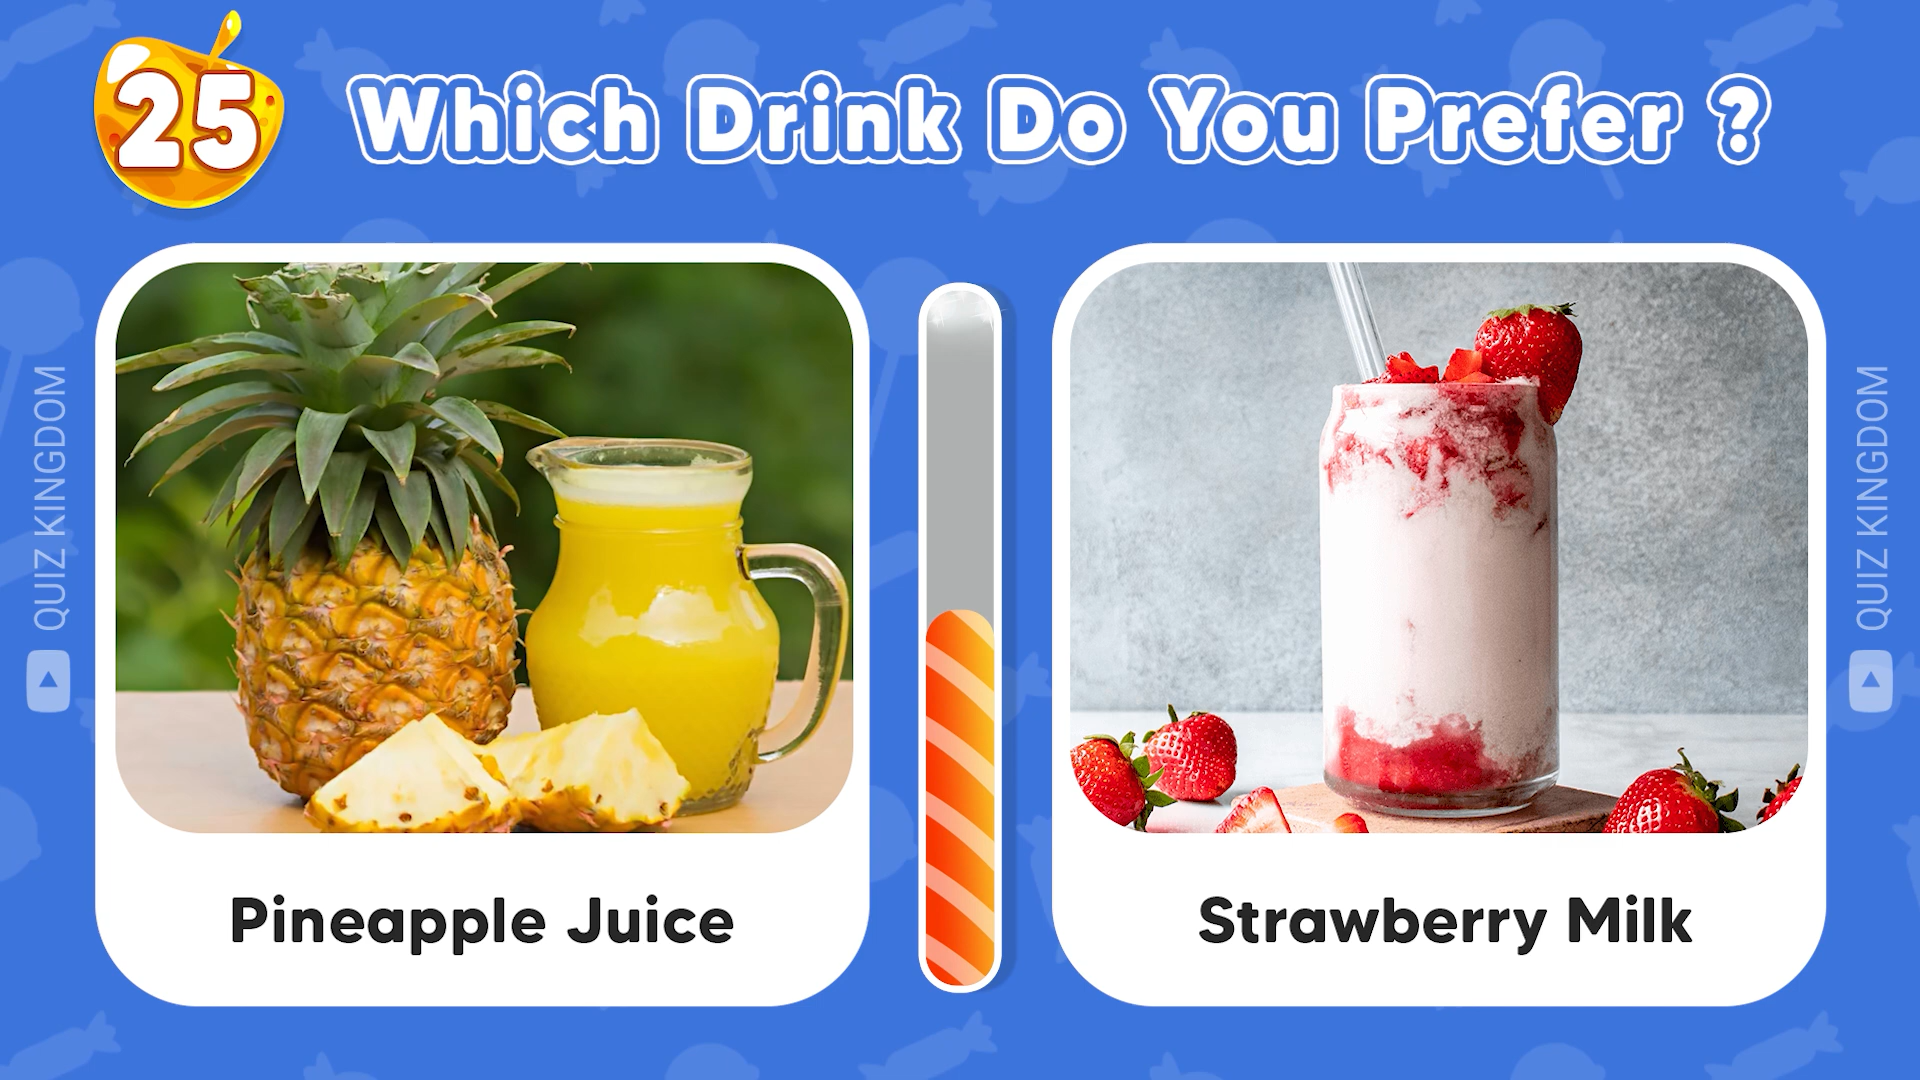 25
Which Drink Do You Prefer ?
QUIZ KINGDOM
QUIZ KINGDOM
Pineapple Juice
Strawberry Milk